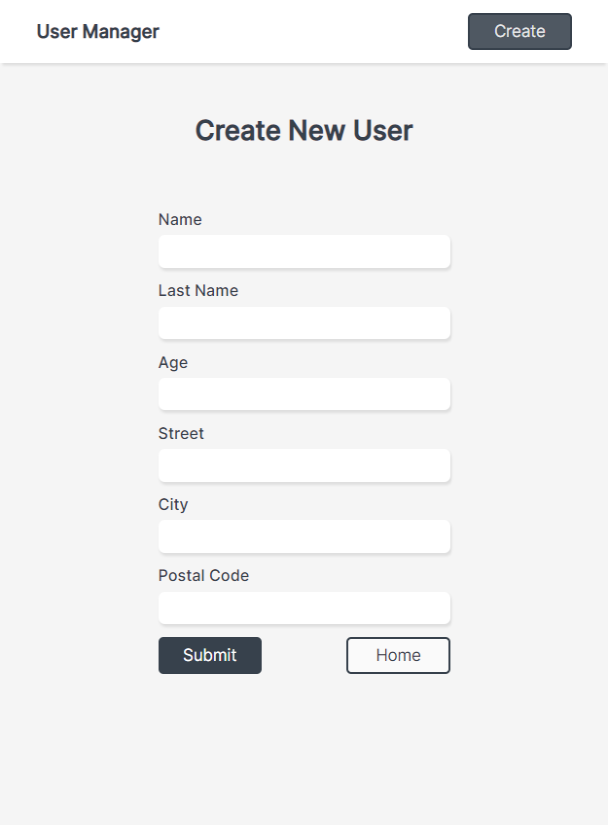 User Manager
Create
Create New User
Name
Last Name
Age
Street
City
Postal Code
Submit
Home